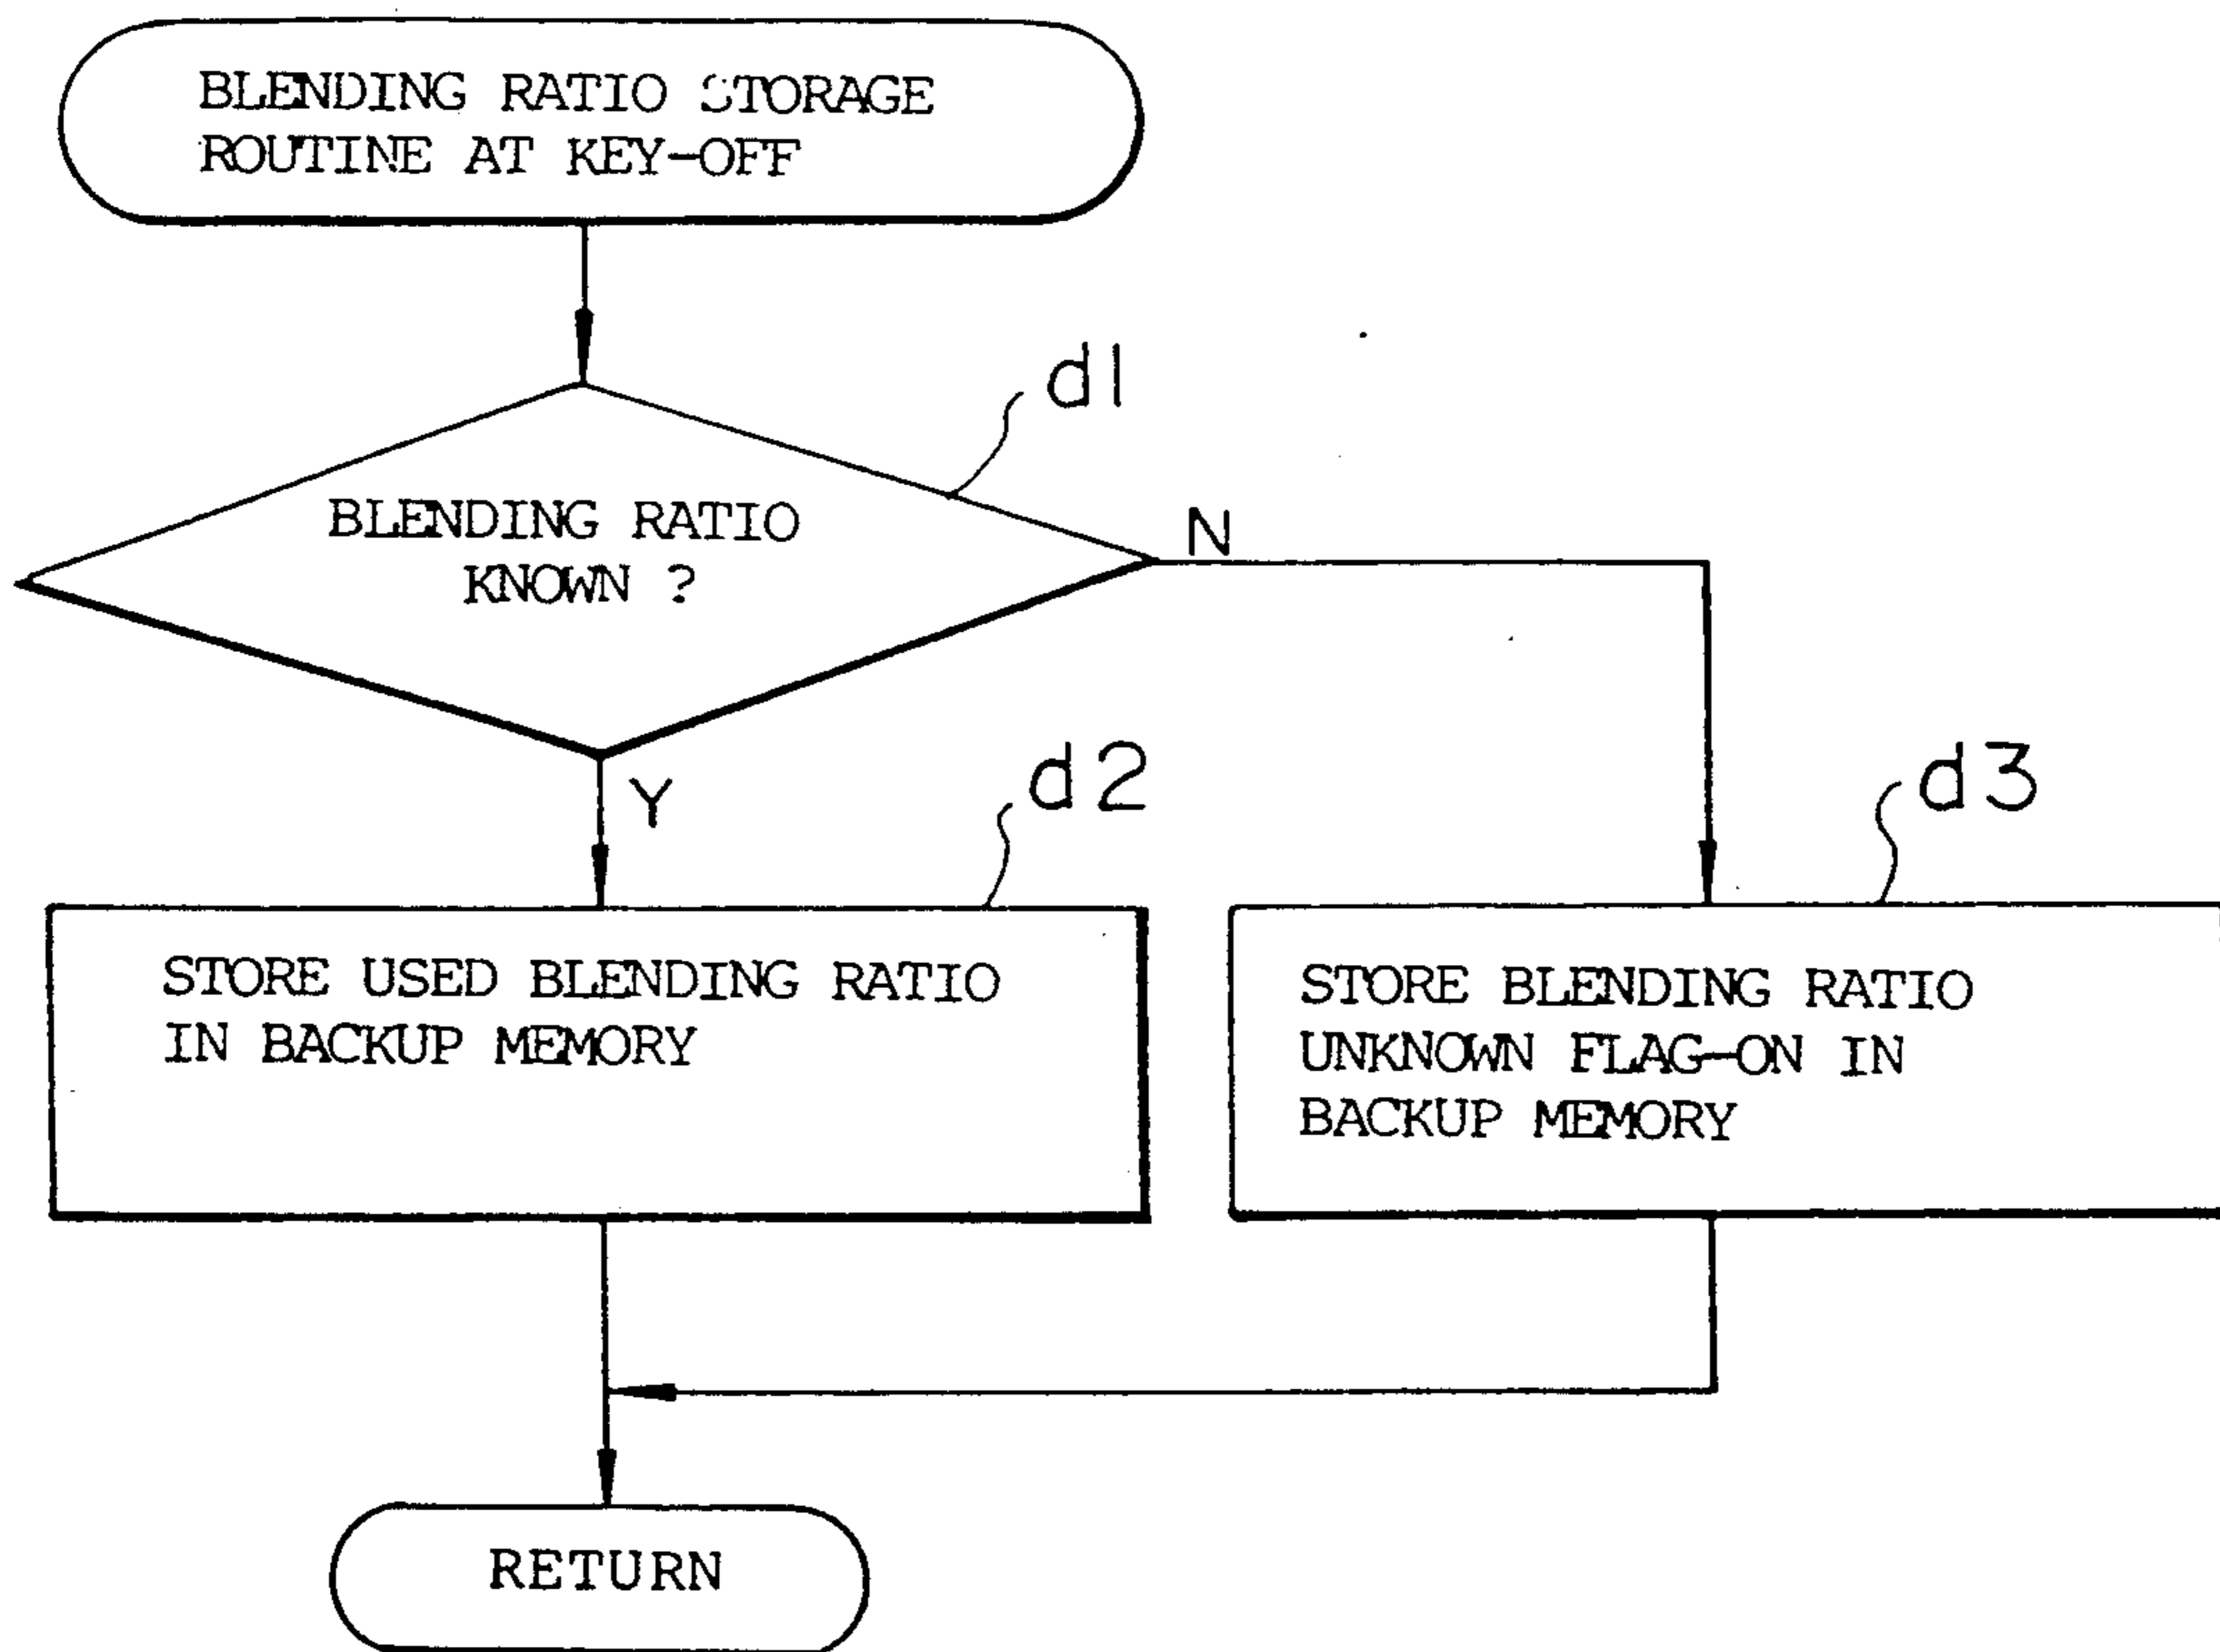 BLENDING RATIO STORAGE
ROUTINE AT KEY-OFF
d1
BLENDING RATIO
KNOWN ?
N
Y
d2
d3
STORE USED BLENDING RATIO
IN BACKUP MEMORY
STORE BLENDING RATIO
UNKNOWN FLAG-ON IN
BACKUP MEMORY
RETURN